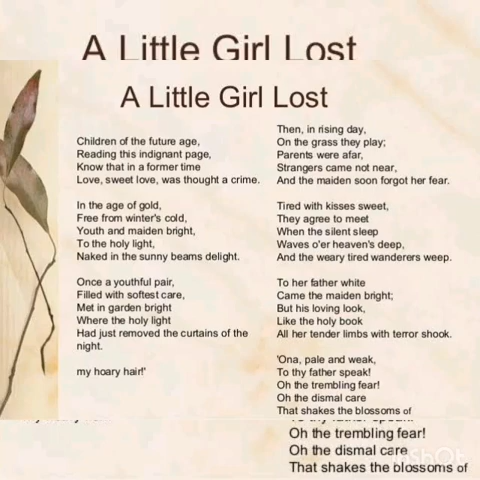 A Little Girl Lost
A Little Girl Lost
Children of the future age,
Reading this indignant page,
Know that in a former time
Love, sweet love, was thought a crime.
In the age of gold,
Free from winter's cold,
Youth and maiden bright,
To the holy light,
Naked in the sunny beams delight.
Once a youthful pair,
Filled with softest care,
Met in garden bright
Where the holy light
Had just removed the curtains of the
night.
my hoary hair!'
Then, in rising day,
On the grass they play;
Parents were afar,
Strangers came not near,
And the maiden soon forgot her fear.
Tired with kisses sweet,
They agree to meet
When the silent sleep
Waves o'er heaven's deep,
And the weary tired wanderers weep.
To her father white
Came the maiden bright;
But his loving look,
Like the holy book
All her tender limbs with terror shook.
'Ona, pale and weak,
To thy father speak!
Oh the trembling fear!
Oh the dismal care
That shakes the blossoms of
To thy father speak!
Oh the trembling fear!
Oh the dismal care
That shakes the blossoms of